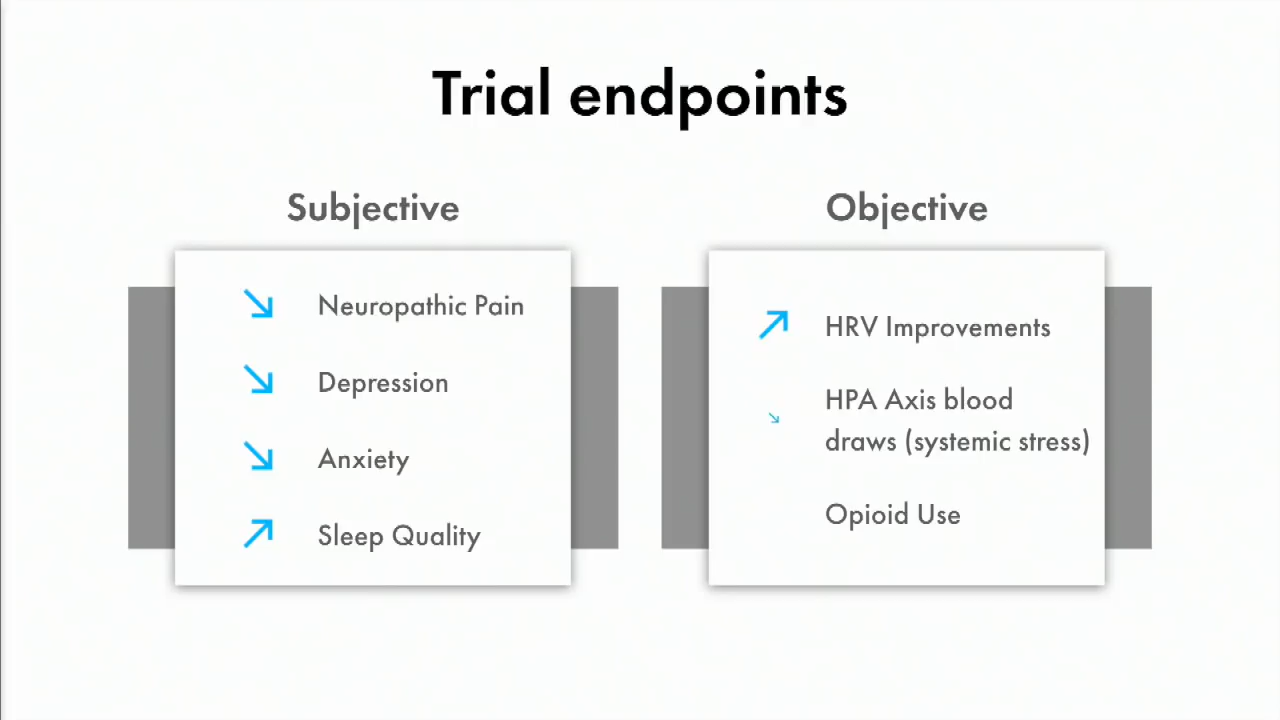 Trial endpoints
Subjective
Neuropathic Pain
Depression
Anxiety
Sleep Quality
Objective
HRV Improvements
HPA Axis blood
draws (systemic stress)
Opioid Use